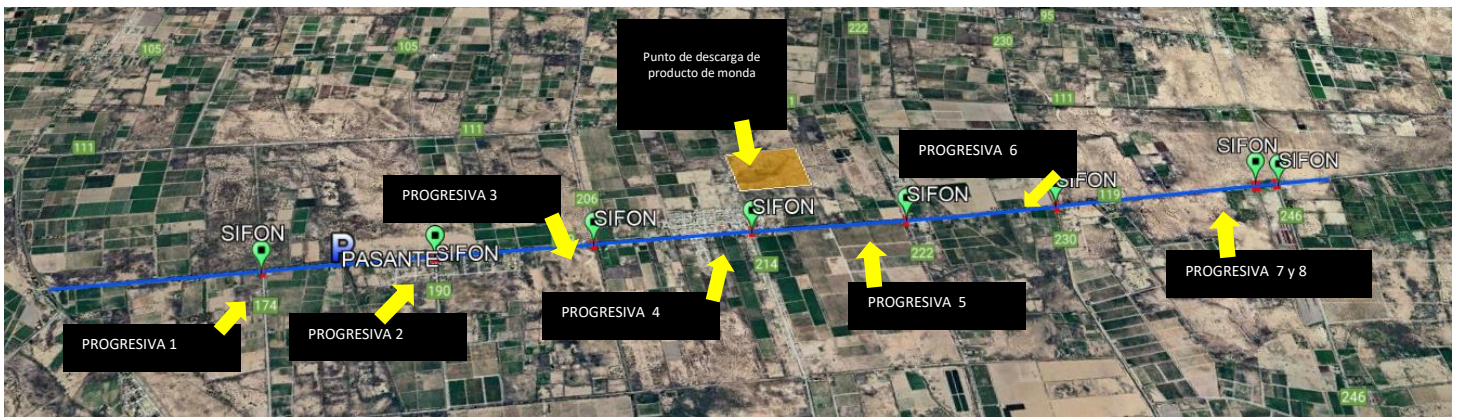 105
105
222
230
95
Punto de descarga de
producto de monda
1
111
111
111
PROGRESIVA 3
206
PROGRESIVA 6
SIFON
SIFON
SIFON
SIFON
SIFON
SIFON
SIFON
SIFON
P
PASANTE
119
246
174
190
214
222
230
PROGRESIVA 1
PROGRESIVA 2
PROGRESIVA 4
PROGRESIVA 5
PROGRESIVA 7 y 8
246